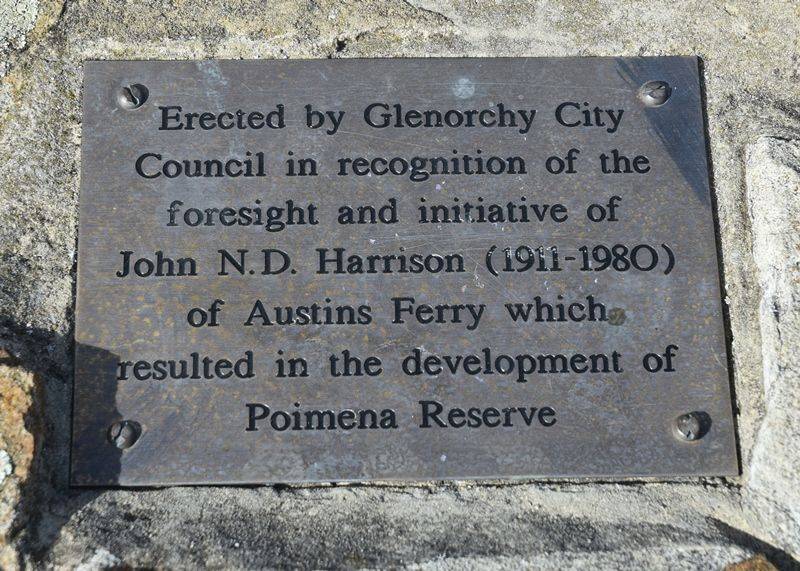 Erected by Glenorchy City
Council in recognition of the
foresight and initiative of
John N.D. Harrison (1911-1980)
of Austins Ferry which
resulted in the development of
Poimena Reserve